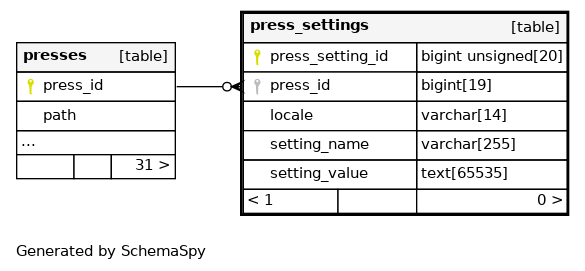 presses [table]
press_id
path
...
31 >
press_settings [table]
press_setting_id bigint unsigned[20]
press_id bigint[19]
locale varchar[14]
setting_name varchar[255]
setting_value text[65535]
< 1 0 >
Generated by SchemaSpy